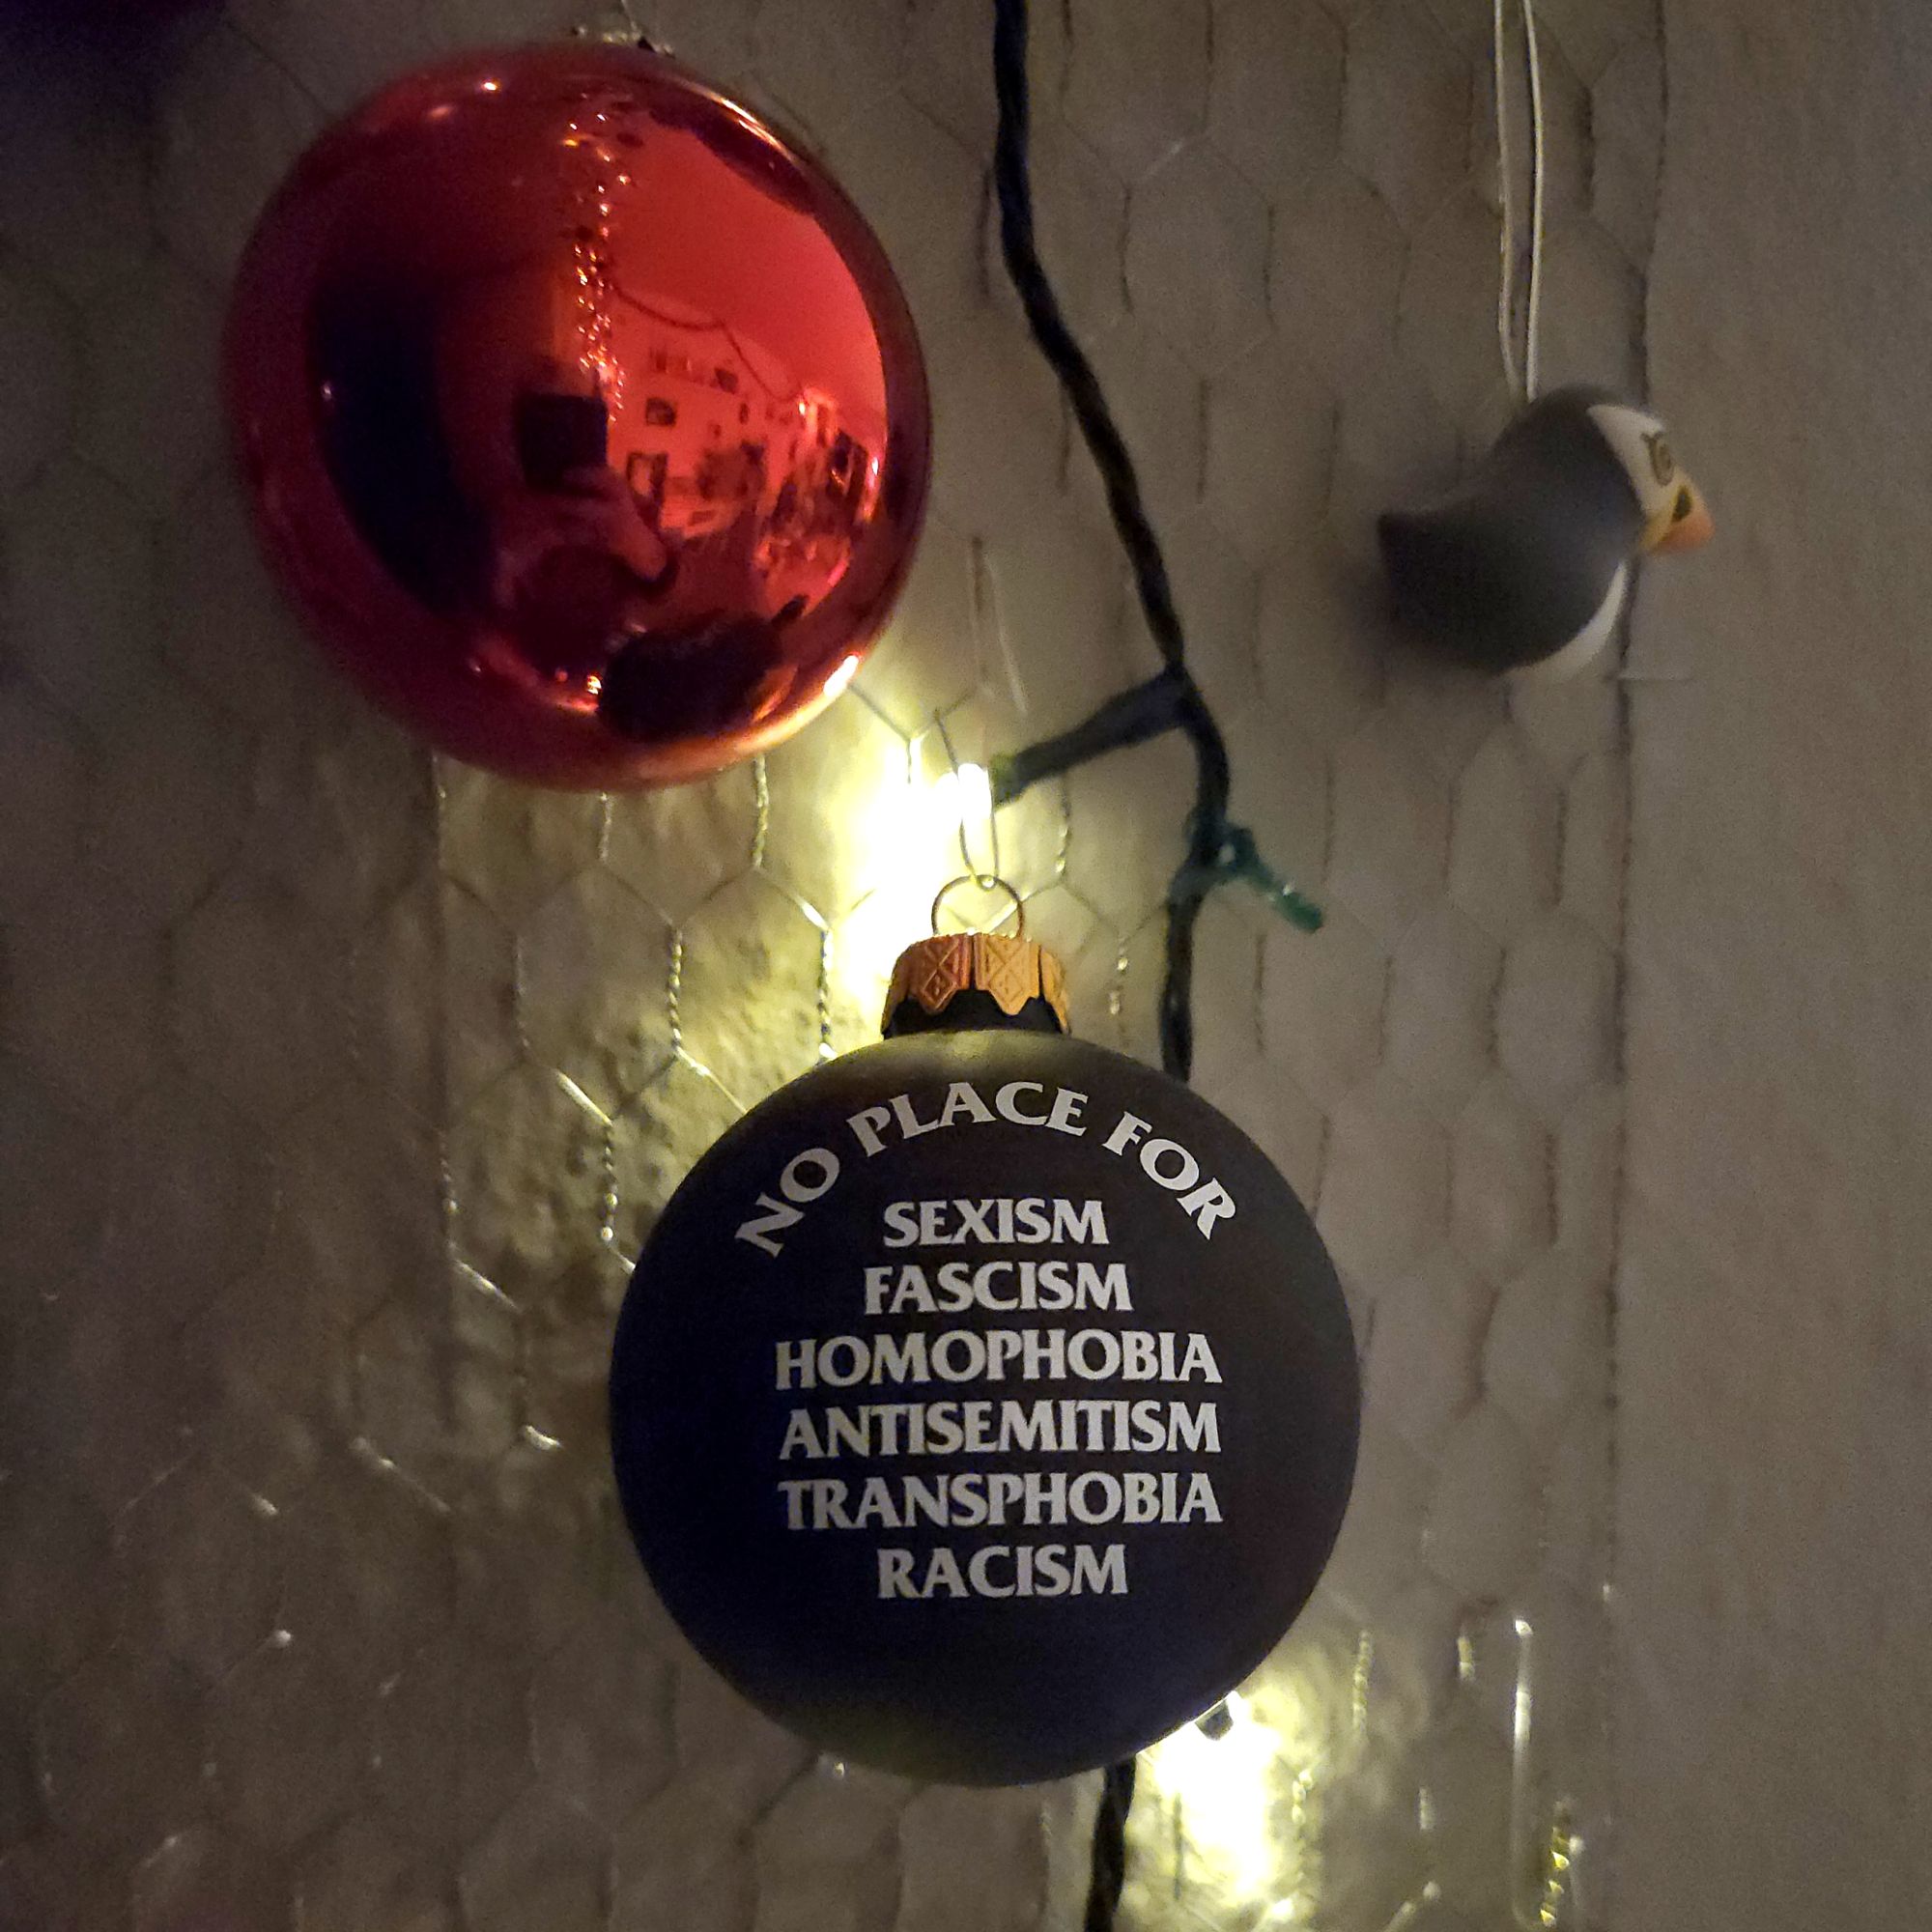 NO PLACE FOR
SEXISM
FASCISM
HOMOPHOBIA
ANTISEMITISM
TRANSPHOBIA
RACISM